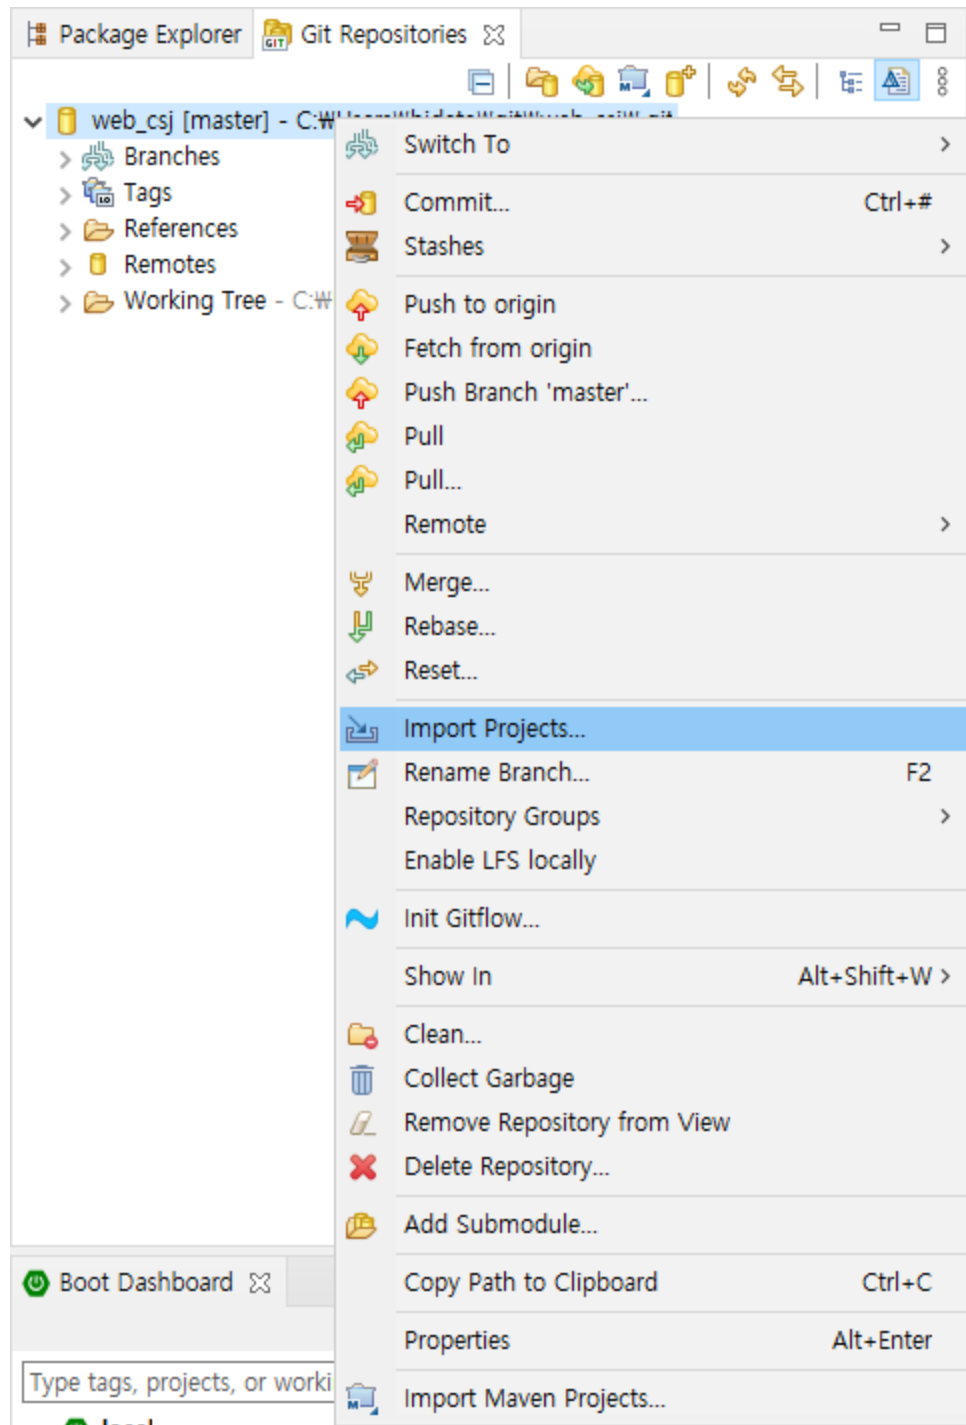 Package Explorer
Git Repositories
web_csj [master] - C:₩
Branches
Tags
References
Remotes
Working Tree - C:₩
Switch To
Commit... Ctrl+#
Stashes
Push to origin
Fetch from origin
Push Branch 'master'...
Pull
Pull...
Remote
Merge...
Rebase...
Reset...
Import Projects...
Rename Branch... F2
Repository Groups
Enable LFS locally
Init Gitflow...
Show In Alt+Shift+W
Clean...
Collect Garbage
Remove Repository from View
Delete Repository...
Add Submodule...
Copy Path to Clipboard Ctrl+C
Properties Alt+Enter
Import Maven Projects...
Boot Dashboard
Type tags, projects, or worki